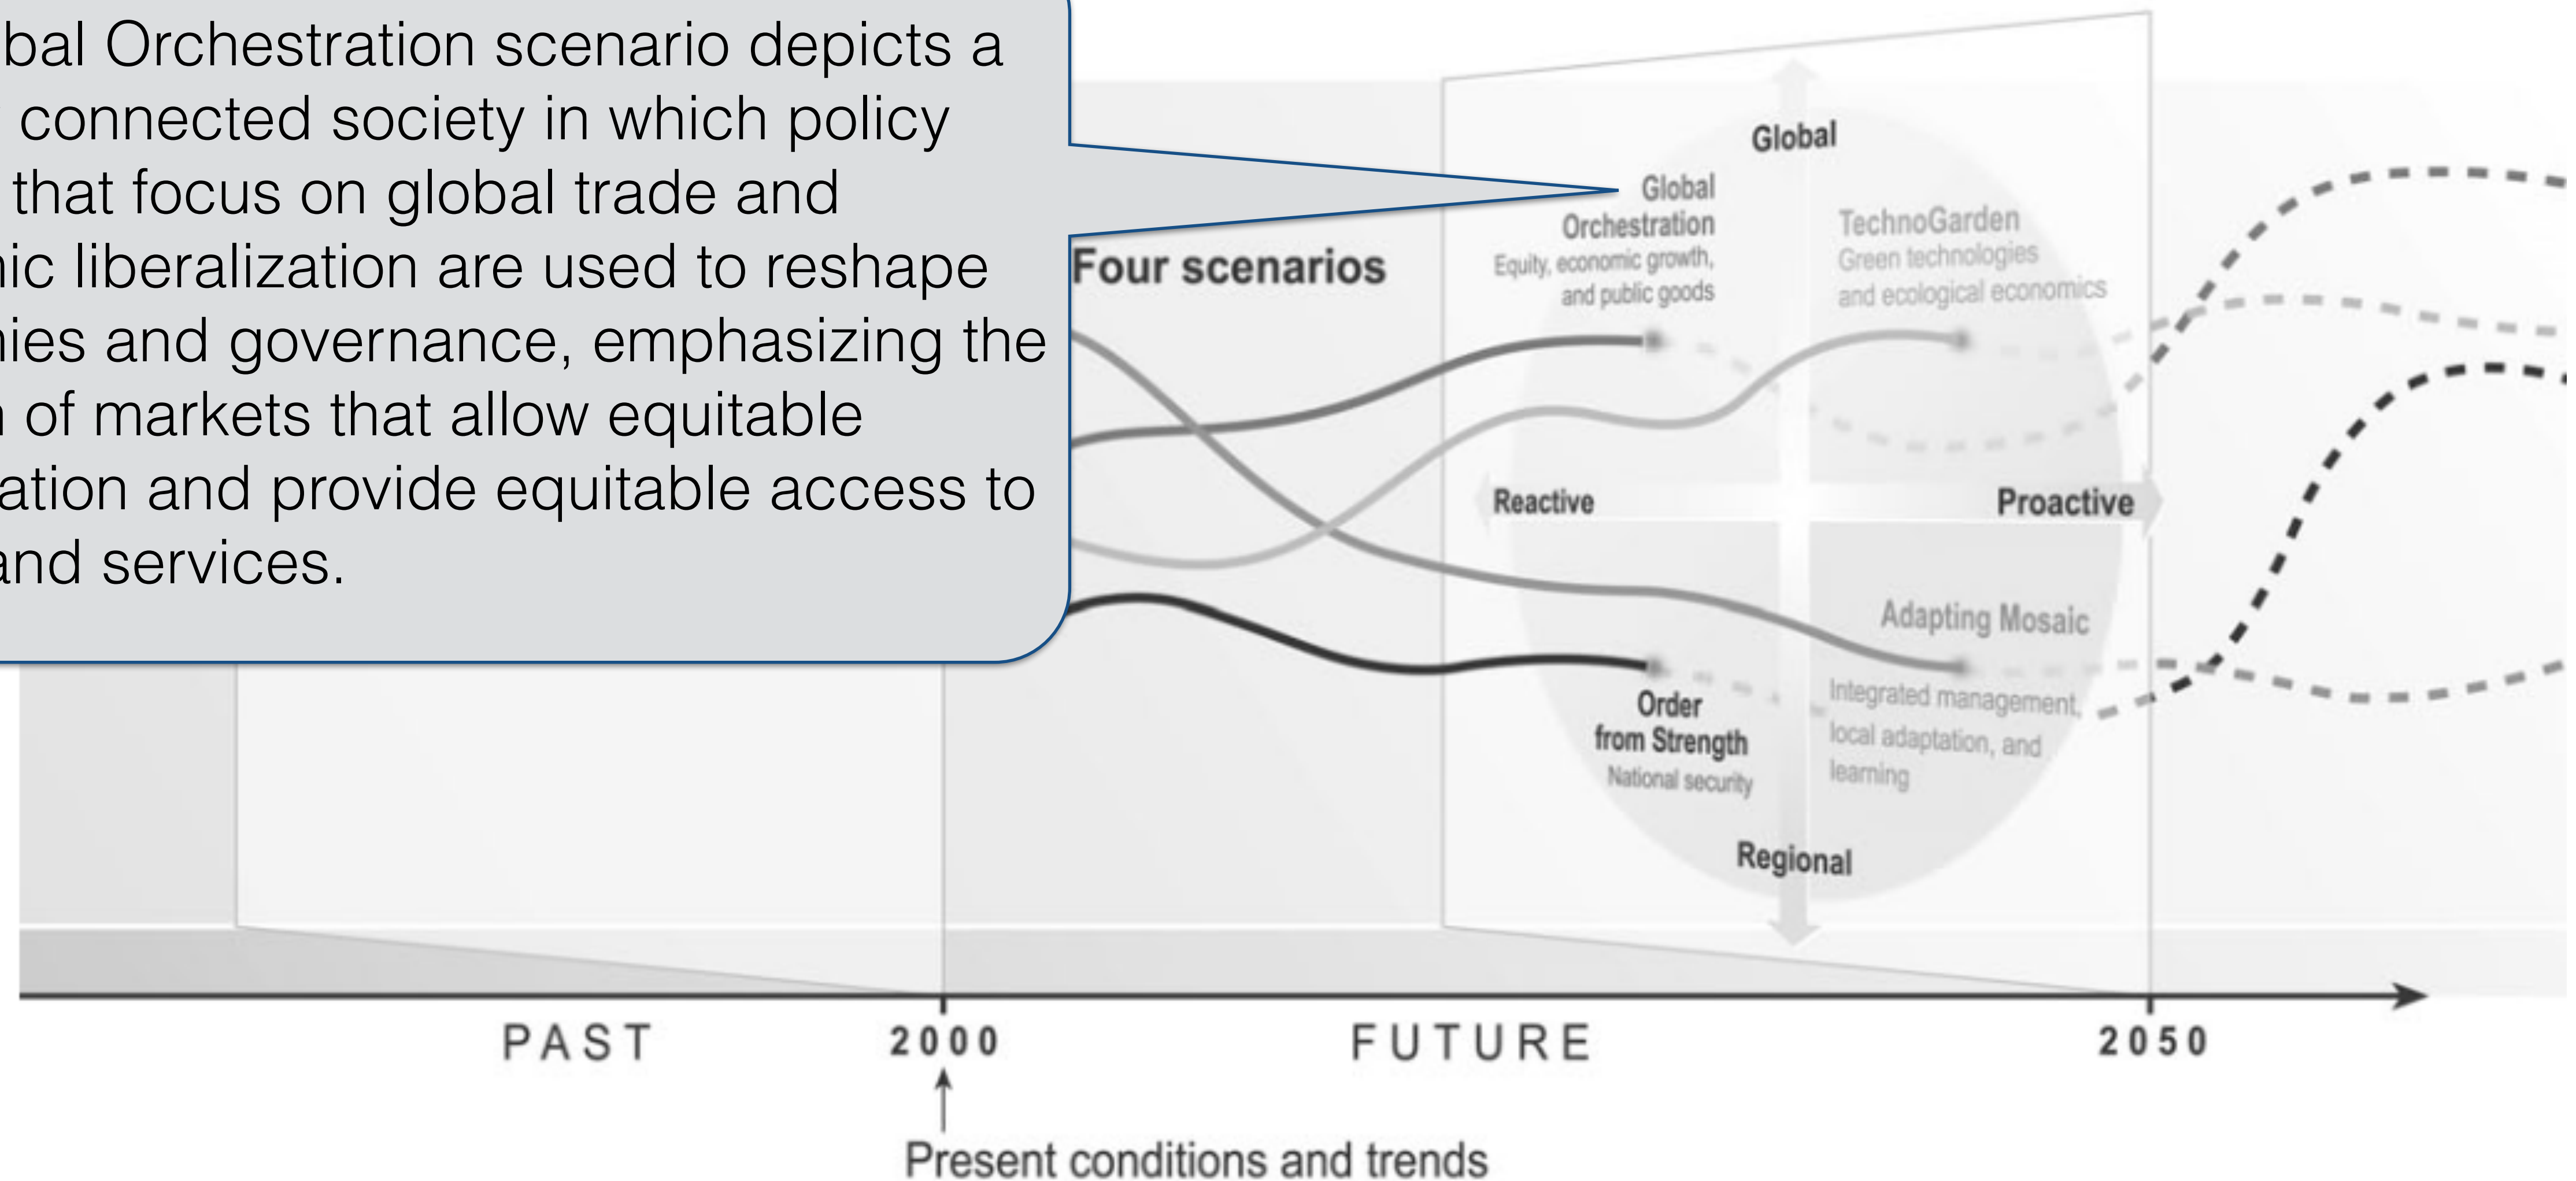 bal Orchestration scenario depicts a
connected society in which policy
that focus on global trade and
ic liberalization are used to reshape
ies and governance, emphasizing the
of markets that allow equitable
ation and provide equitable access to
and services.
Four scenarios
Global
Global
Orchestration
Equity, economic growth,
and public goods
TechnoGarden
Green technologies
and ecological economics
Reactive
Proactive
Adapting Mosaic
Integrated management,
local adaptation, and
learning
Order
from Strength
National security
Regional
PAST
2000
FUTURE
2050
Present conditions and trends